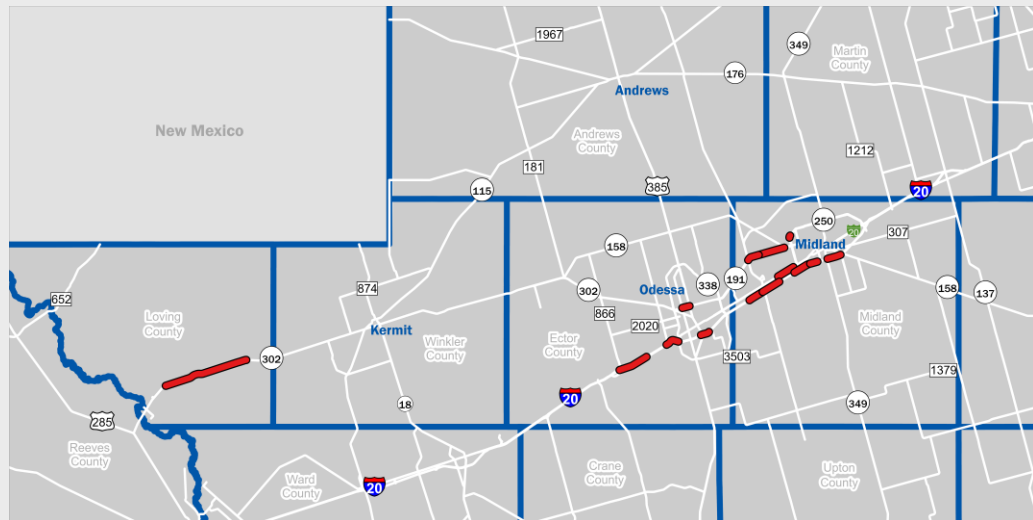 1967
349
Martin
County
176
Andrews
New Mexico
Andrews
County
1212
181
385
20
115
250
20
307
158
Midland
652
874
302
Odessa
338
191
158
137
Loving
County
866
2020
Midland
County
Kermit
Winkler
County
Ector
County
302
3503
1379
20
18
349
285
Reeves
County
Ward
County
20
Crane
County
Upton
County